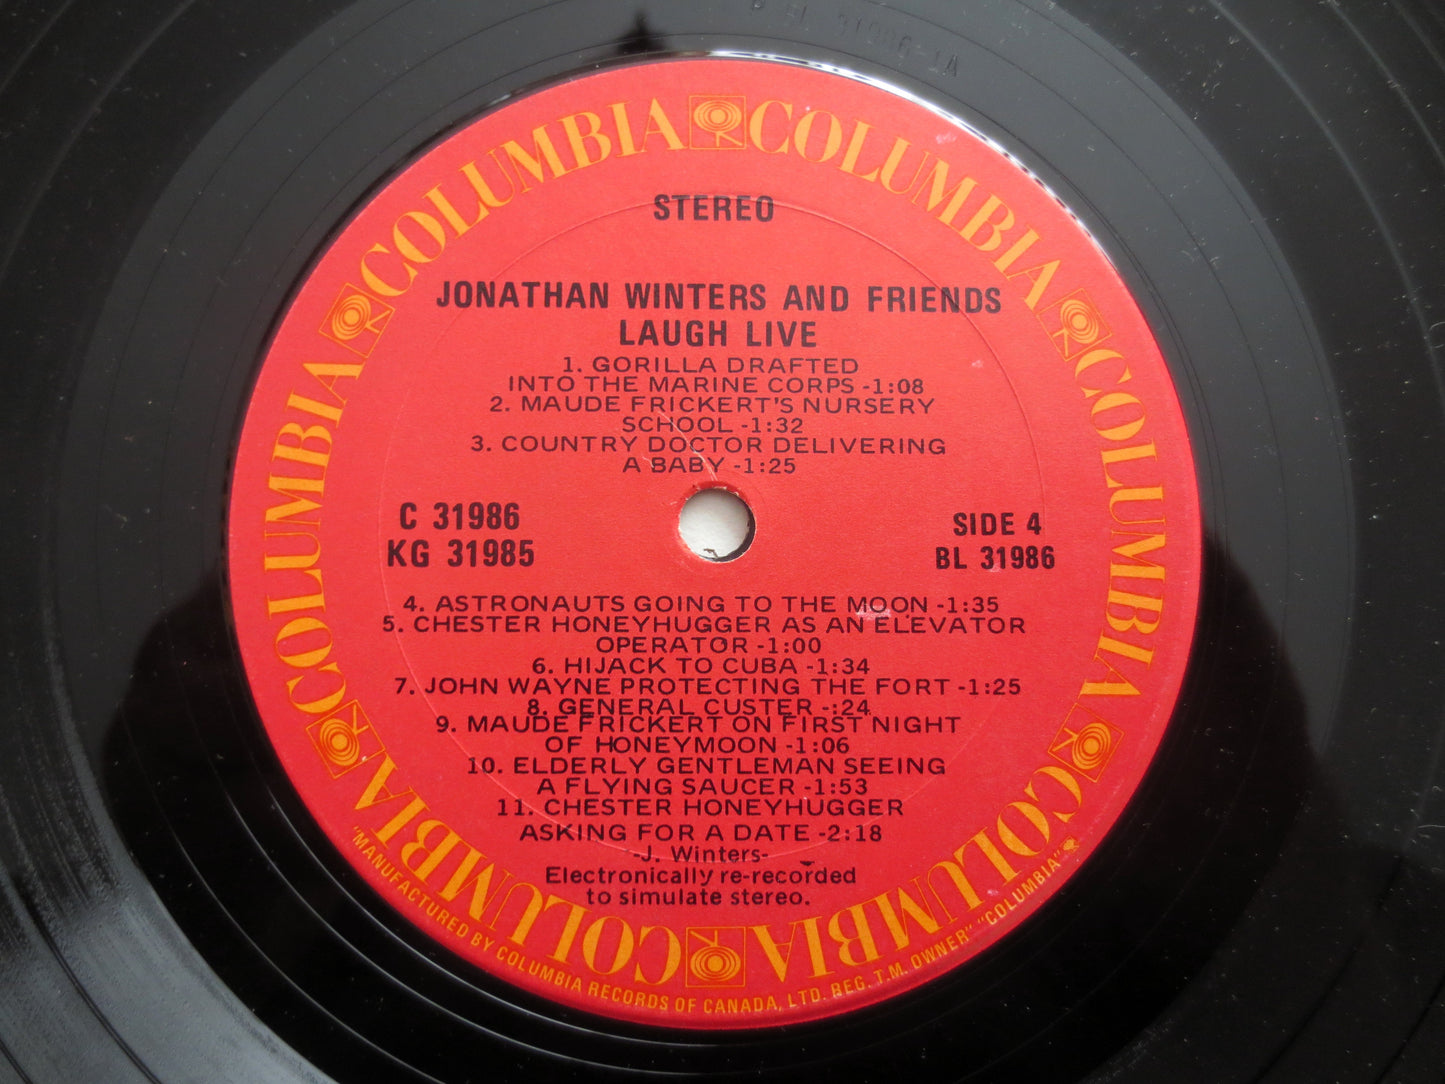 STEREO
JONATHAN WINTERS AND FRIENDS
LAUGH LIVE
1. GORILLA DRAFTED
INTO THE MARINE CORPS -1:08
2. MAUDE FRICKERT'S NURSERY
SCHOOL -1:32
3. COUNTRY DOCTOR DELIVERING
A BABY -1:25
C 31986
KG 31985
SIDE 4
BL 31986
4. ASTRONAUTS GOING TO THE MOON -1:35
5. CHESTER HONEYHUGGER AS AN ELEVATOR
OPERATOR -1:00
6. HIJACK TO CUBA -1:34
7. JOHN WAYNE PROTECTING THE FORT -1:25
8. GENERAL CUSTER -:24
9. MAUDE FRICKERT ON FIRST NIGHT
OF HONEYMOON -1:06
10. ELDERLY GENTLEMAN SEEING
A FLYING SAUCER -1:53
11. CHESTER HONEYHUGGER
ASKING FOR A DATE -2:18
-J. Winters-
Electronically re-recorded
to simulate stereo.
COLUMBIA COLUMBIA COLUMBIA COLUMBIA COLUMBIA COLUMBIA COLUMBIA
"MANUFACTURED BY COLUMBIA RECORDS OF CANADA, LTD. REG. T.M. OWNER" "COLUMBIA"